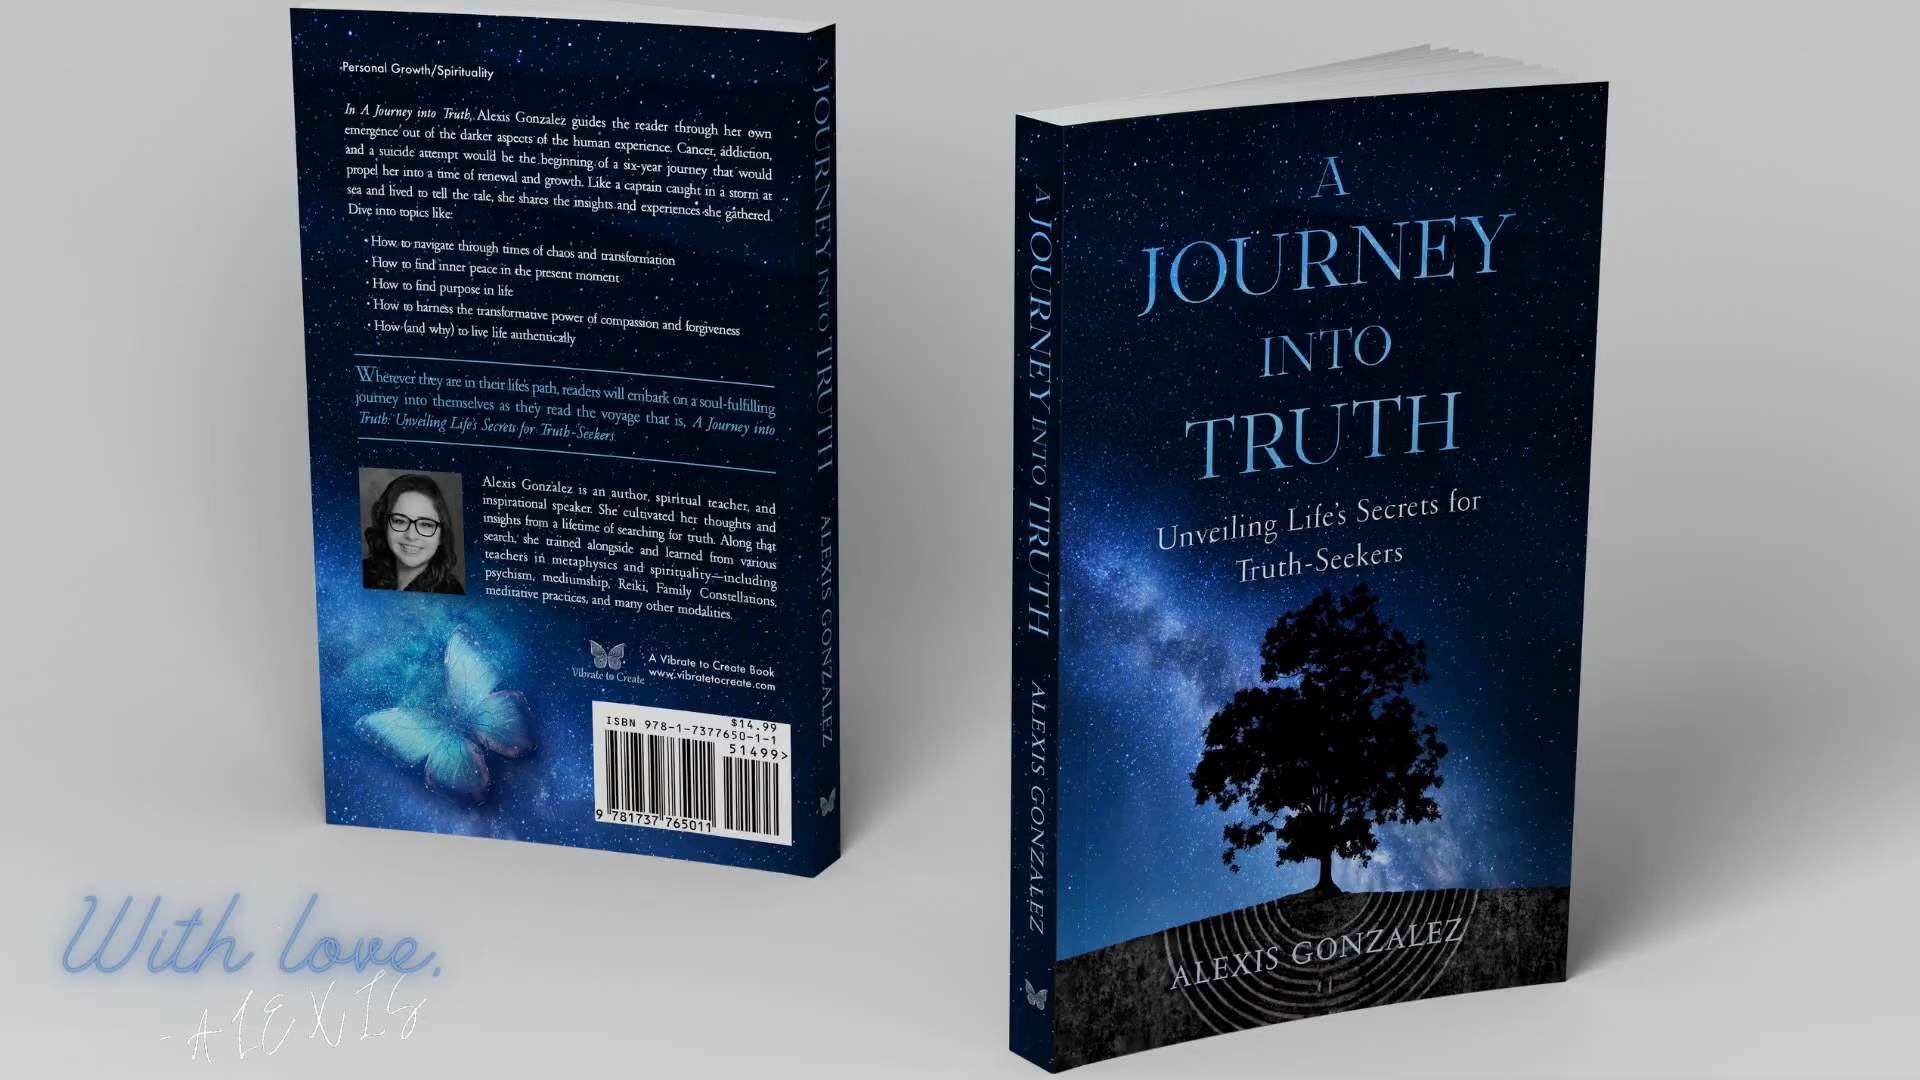 Personal Growth/Spirituality
In A Journey into Truth, Alexis Gonzalez guides the reader through her own
emergence out of the darker aspects of the human experience. Cancer, addiction,
and a suicide attempt would be the beginning of a six-year journey that would
propel her into a time of renewal and growth. Like a captain caught in a storm at
sea and lived to tell the tale, she shares the insights and experiences she gathered.
Dive into topics like:
• How to navigate through times of chaos and transformation
• How to find inner peace in the present moment
• How to find purpose in life
• How to harness the transformative power of compassion and forgiveness
• How (and why) to live life authentically
Wherever they are in their life's path, readers will embark on a soul-fulfilling
journey into themselves as they read the voyage that is, A Journey into
Truth: Unveiling Life's Secrets for Truth-Seekers.
Alexis Gonzalez is an author, spiritual teacher, and
inspirational speaker. She cultivated her thoughts and
insights from a lifetime of searching for truth. Along that
search, she trained alongside and learned from various
teachers in metaphysics and spirituality—including
psychism, mediumship, Reiki, Family Constellations,
meditative practices, and many other modalities.
Vibrate to Create
A Vibrate to Create Book
www.vibratetocreate.com
$14.99
ISBN 978-1-7377650-1-1
51499>
9 781737 765011
A JOURNEY INTO TRUTH ALEXIS GONZALEZ
A JOURNEY INTO TRUTH ALEXIS GONZALEZ
A
JOURNEY
INTO
TRUTH
Unveiling Life's Secrets for
Truth-Seekers
ALEXIS GONZALEZ
With love,
-ALEXIS